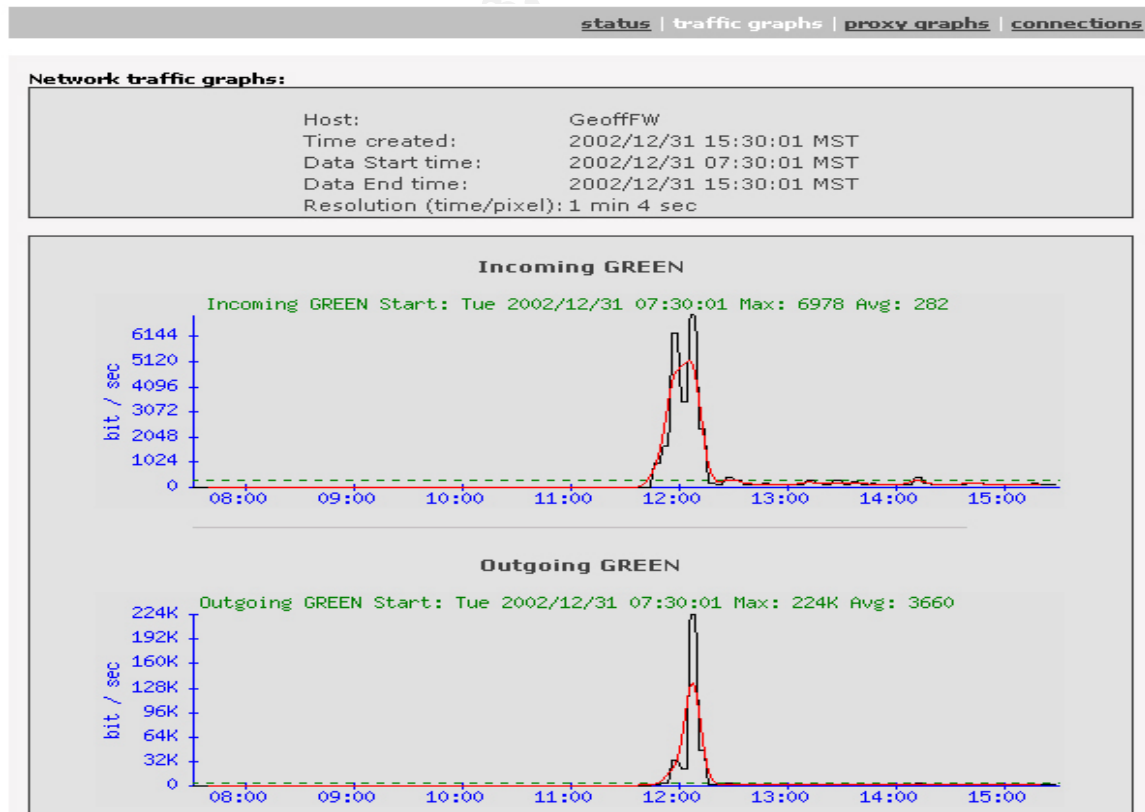 status | traffic graphs | proxy graphs | connections
Network traffic graphs:
Host: GeoffFW
Time created: 2002/12/31 15:30:01 MST
Data Start time: 2002/12/31 07:30:01 MST
Data End time: 2002/12/31 15:30:01 MST
Resolution (time/pixel): 1 min 4 sec
Incoming GREEN
Incoming GREEN Start: Tue 2002/12/31 07:30:01 Max: 6978 Avg: 282
bit / sec
6144
5120
4096
3072
2048
1024
0
08:00 09:00 10:00 11:00 12:00 13:00 14:00 15:00
Outgoing GREEN
Outgoing GREEN Start: Tue 2002/12/31 07:30:01 Max: 224K Avg: 3660
bit / sec
224K
192K
160K
128K
96K
64K
32K
0
08:00 09:00 10:00 11:00 12:00 13:00 14:00 15:00